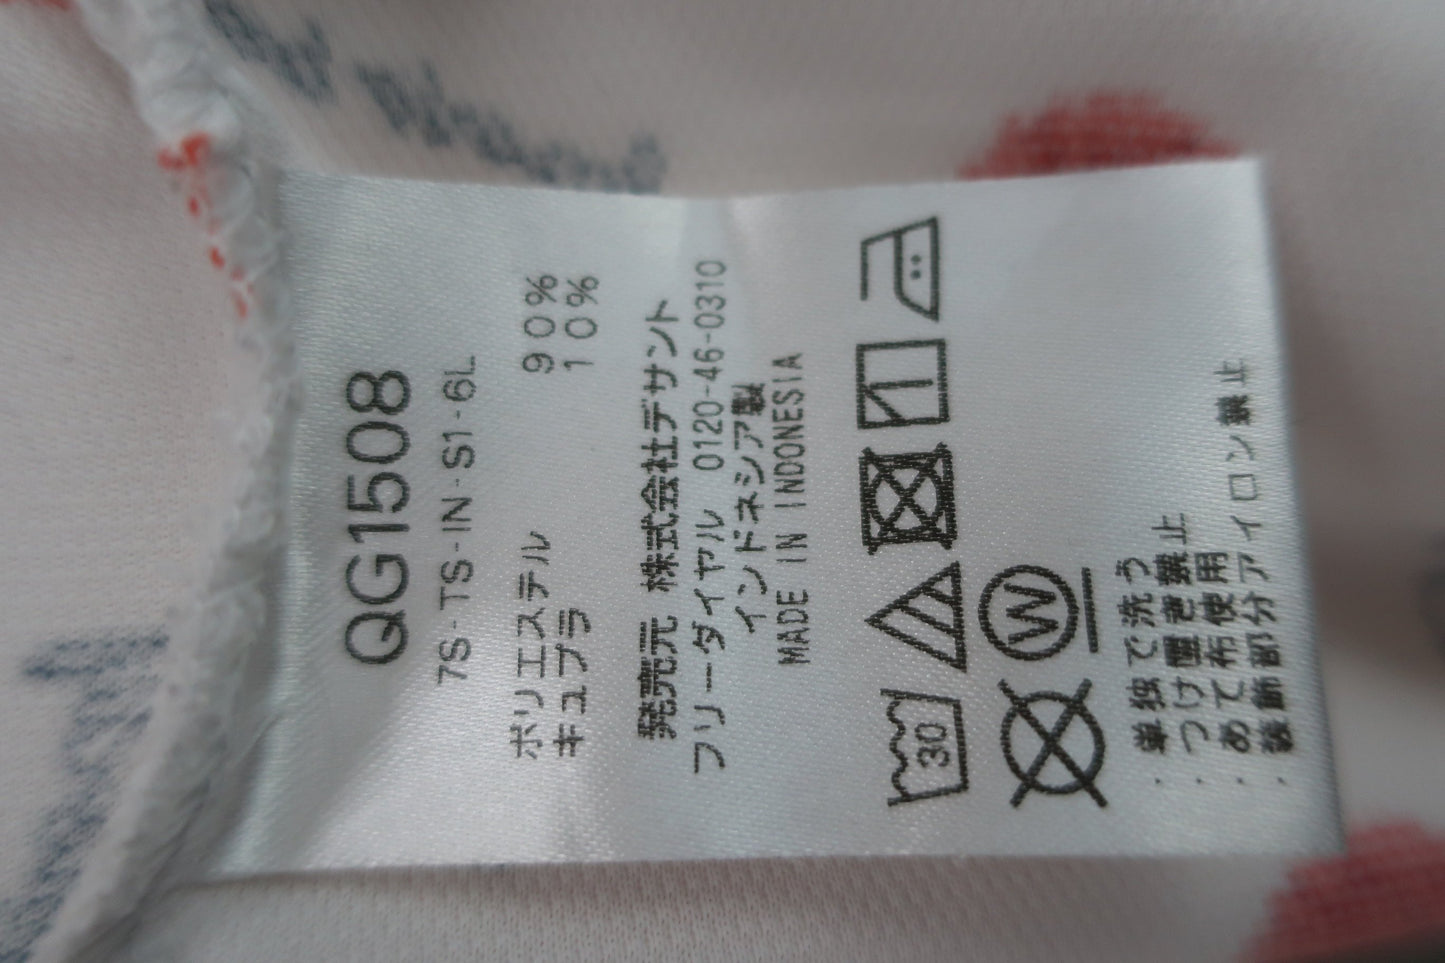 QG1508
7S-TS-IN-S1-6L
ポリエステル 90%
キュプラ 10%
発売元 株式会社デサント
フリーダイヤル 0120-46-0310
インドネシア製
MADE IN INDONESIA
30
W
・単独で洗う
・つけ置き禁止
・あて布使用
・装飾部分アイロン禁止